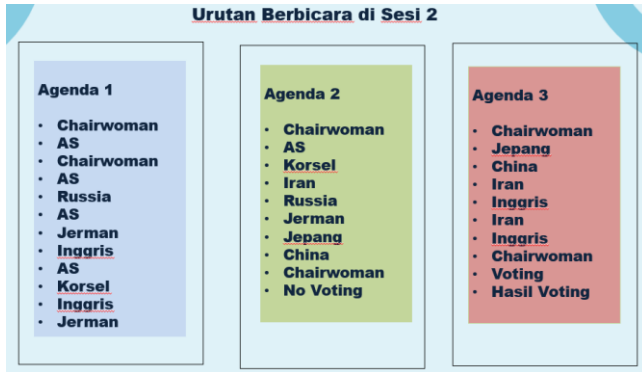 Urutan Berbicara di Sesi 2
Agenda 1
• Chairwoman
• AS
• Chairwoman
• AS
• Russia
• AS
• Jerman
• Inggris
• AS
• Korsel
• Inggris
• Jerman
Agenda 2
• Chairwoman
• AS
• Korsel
• Iran
• Russia
• Jerman
• Jepang
• China
• Chairwoman
• No Voting
Agenda 3
• Chairwoman
• Jepang
• China
• Iran
• Inggris
• Iran
• Inggris
• Chairwoman
• Voting
• Hasil Voting